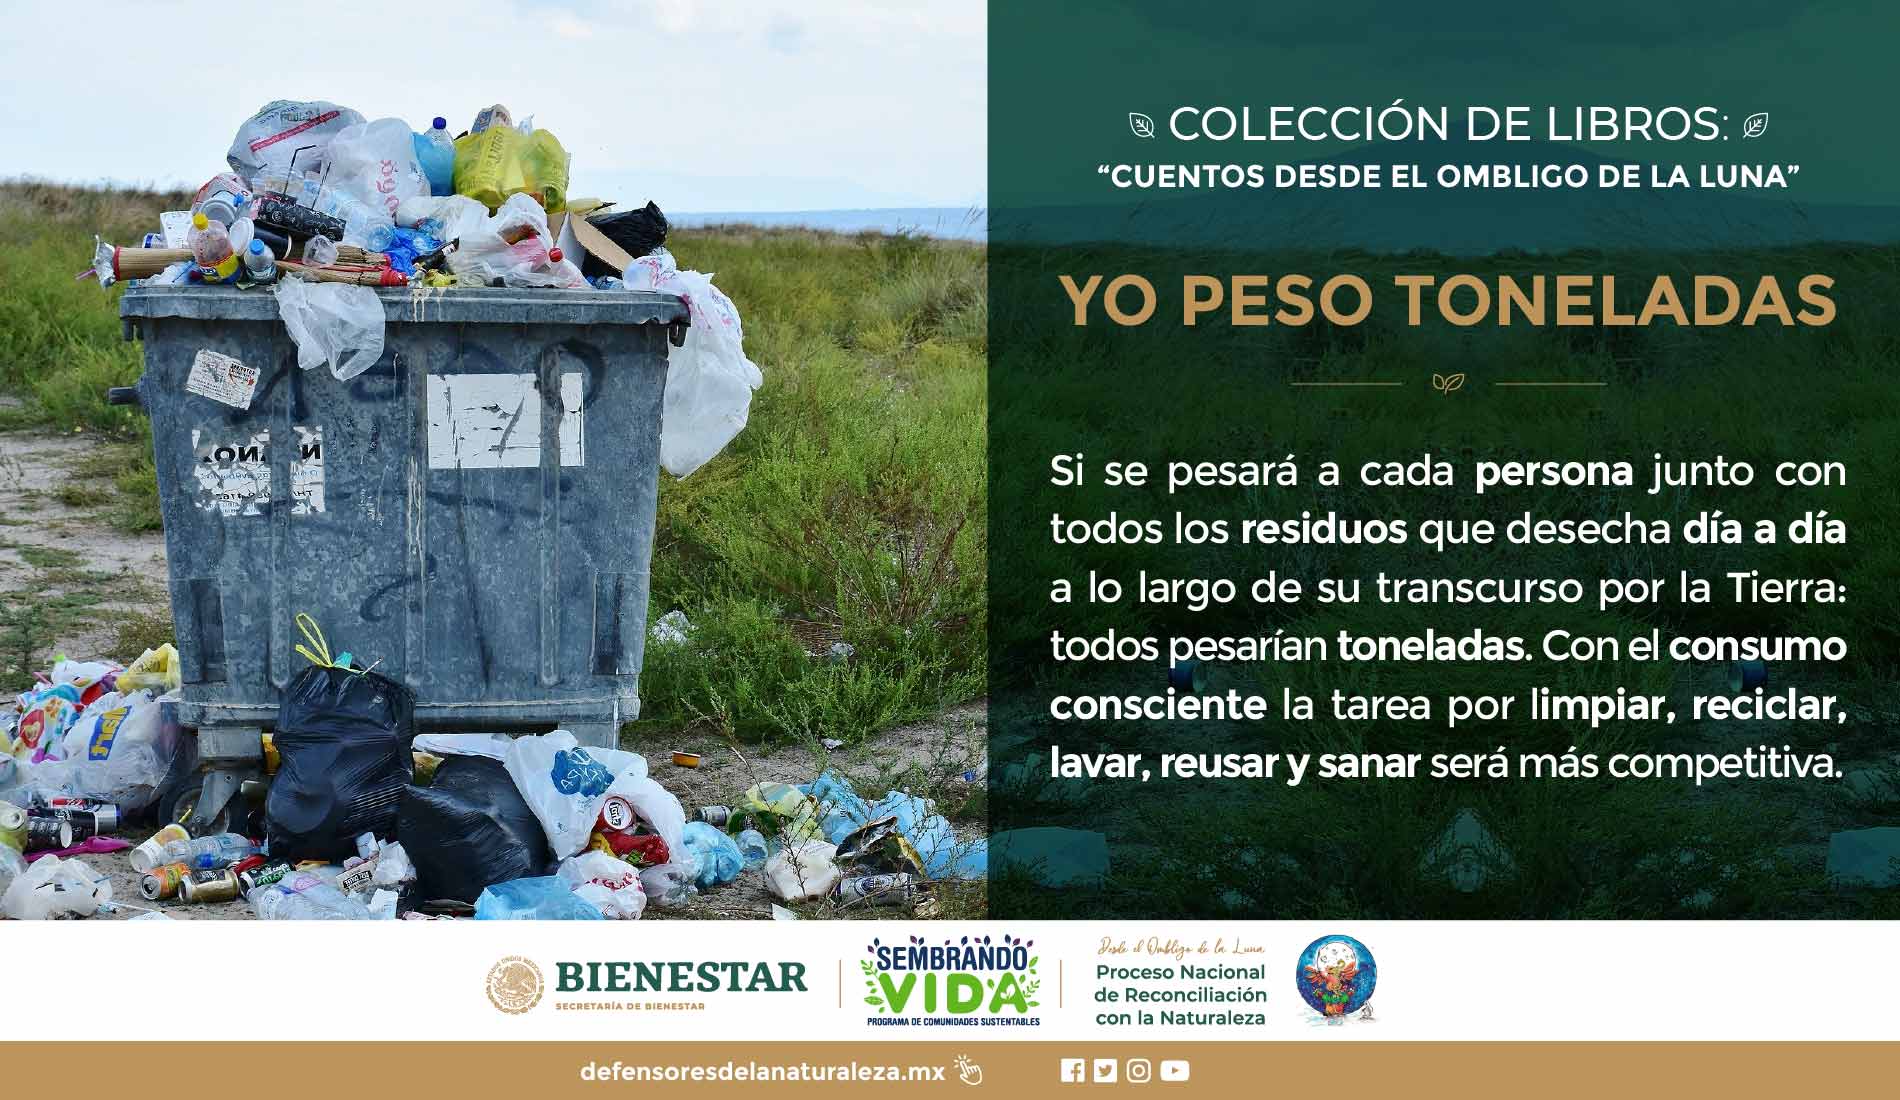 COLECCIÓN DE LIBROS:
“CUENTOS DESDE EL OMBLIGO DE LA LUNA”
YO PESO TONELADAS
Si se pesará a cada persona junto con
todos los residuos que desecha día a día
a lo largo de su transcurso por la Tierra:
todos pesarían toneladas. Con el consumo
consciente la tarea por limpiar, reciclar,
lavar, reusar y sanar será más competitiva.
ESTADOS UNIDOS MEXICANOS
BIENESTAR
SECRETARÍA DE BIENESTAR
SEMBRANDO
VIDA
PROGRAMA DE COMUNIDADES SUSTENTABLES
Desde el Ombligo de la Luna
Proceso Nacional
de Reconciliación
con la Naturaleza
defensoresdelanaturaleza.mx